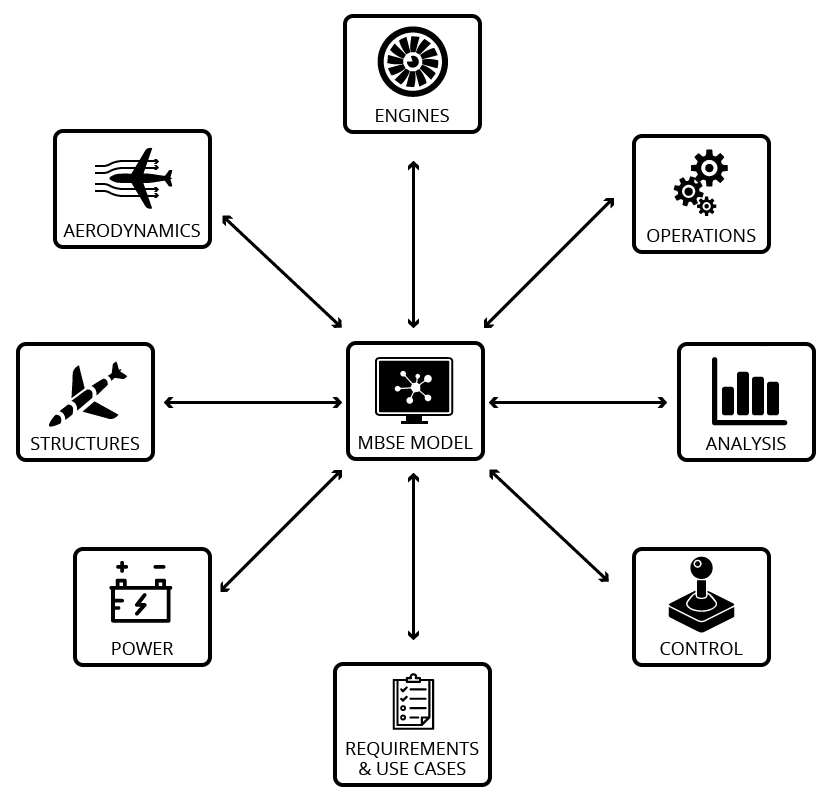 ENGINES
AERODYNAMICS
OPERATIONS
STRUCTURES
MBSE MODEL
ANALYSIS
POWER
CONTROL
REQUIREMENTS
& USE CASES